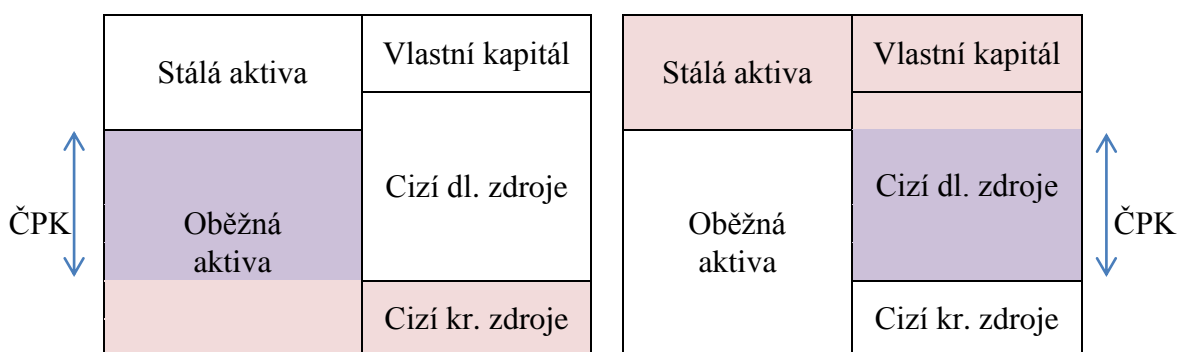 Stálá aktiva
Vlastní kapitál
Cizí dl. zdroje
ČPK
Oběžná
aktiva
Cizí kr. zdroje
Stálá aktiva
Vlastní kapitál
Cizí dl. zdroje
Oběžná
aktiva
ČPK
Cizí kr. zdroje